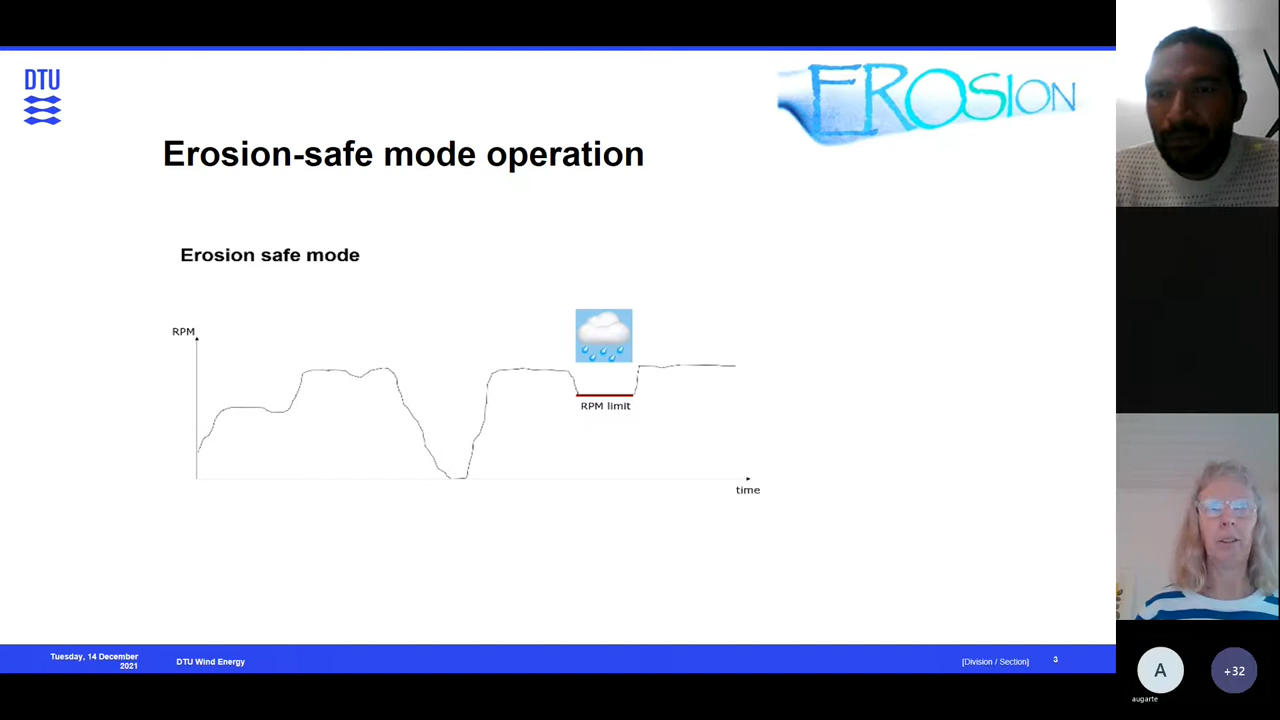 DTU
EROSION
Erosion-safe mode operation
Erosion safe mode
RPM
RPM limit
time
Tuesday, 14 December
2021
DTU Wind Energy
[Division / Section]
3
A
+32
augarte